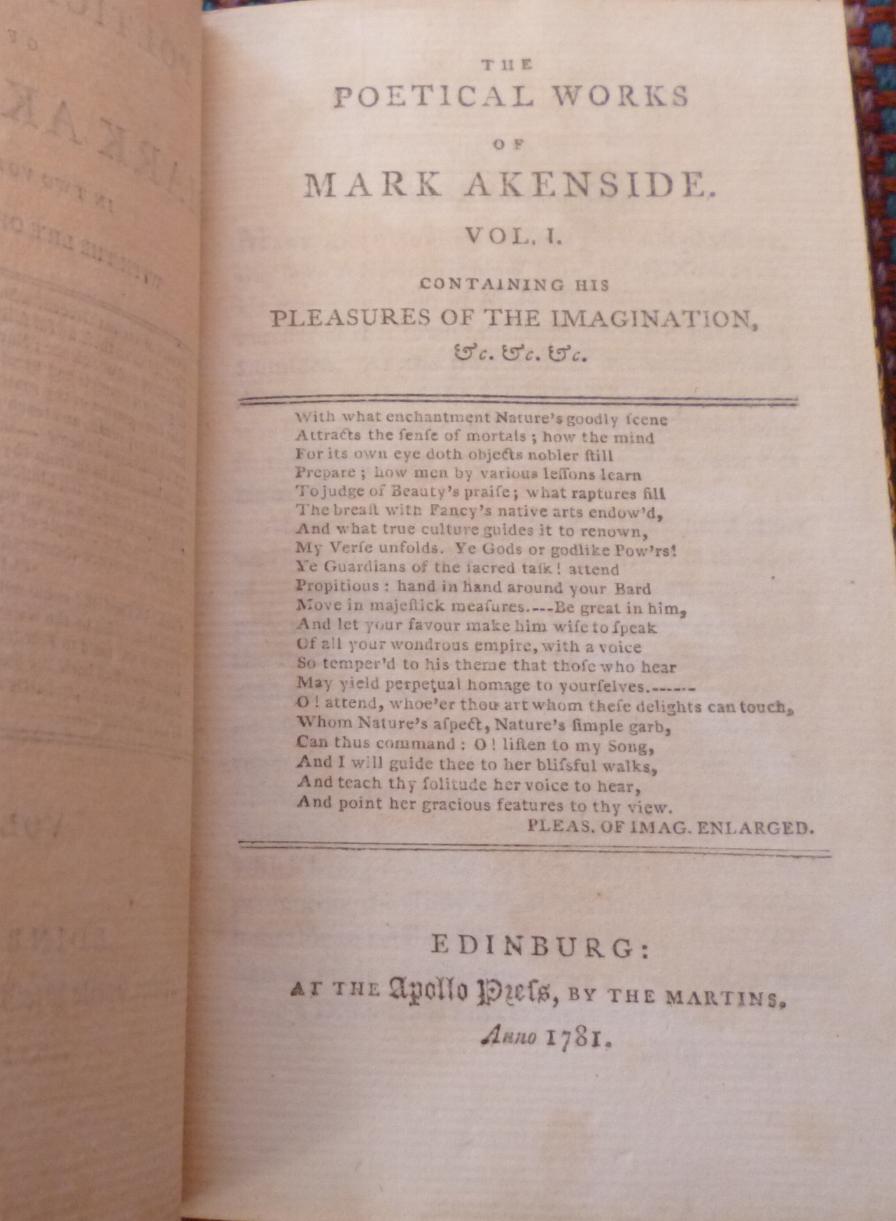 THE
POETICAL WORKS
OF
MARK AKENSIDE.
VOL. I.
CONTAINING HIS
PLEASURES OF THE IMAGINATION,
&c. &c. &c.
With what enchantment Nature's goodly ſcene
Attracts the ſenſe of mortals ; how the mind
For its own eye doth objects nobler ſtill
Prepare ; how men by various leſſons learn
To judge of Beauty's praiſe ; what raptures fill
The breaſt with Fancy's native arts endow'd,
And what true culture guides it to renown,
My Verſe unfolds. Ye Gods or godlike Pow'rs!
Ye Guardians of the ſacred taſk ! attend
Propitious : hand in hand around your Bard
Move in majeſtick meaſures.---Be great in him,
And let your favour make him wiſe to ſpeak
Of all your wondrous empire, with a voice
So temper'd to his theme that thoſe who hear
May yield perpetual homage to yourſelves.------
O ! attend, whoe'er thou art whom theſe delights can touch,
Whom Nature's aſpect, Nature's ſimple garb,
Can thus command : O ! liſten to my Song,
And I will guide thee to her bliſsful walks,
And teach thy ſolitude her voice to hear,
And point her gracious features to thy view.
PLEAS. OF IMAG. ENLARGED.
EDINBURG:
AT THE Apollo Preſs, BY THE MARTINS.
Anno 1781.